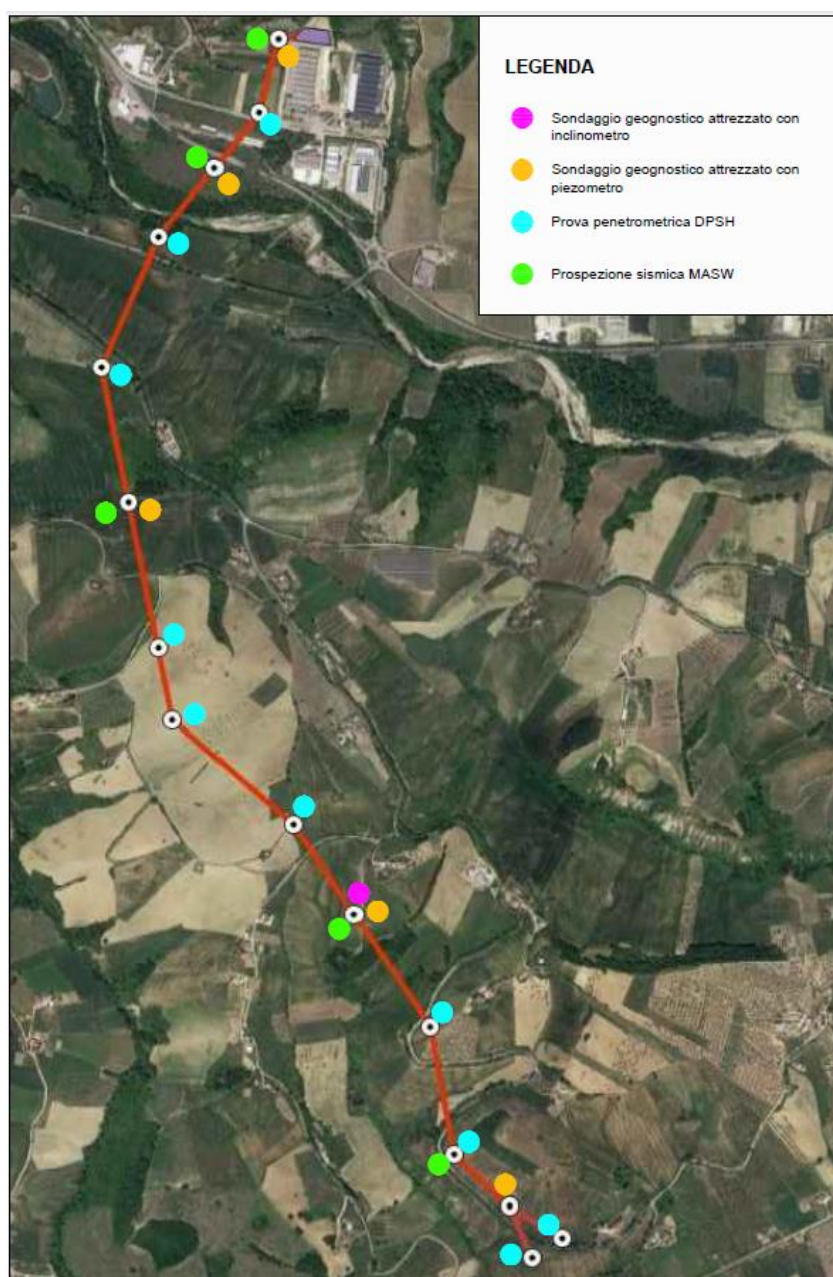 LEGENDA
Sondaggio geognostico attrezzato con
inclinometro
Sondaggio geognostico attrezzato con
piezometro
Prova penetrometrica DPSH
Prospezione sismica MASW